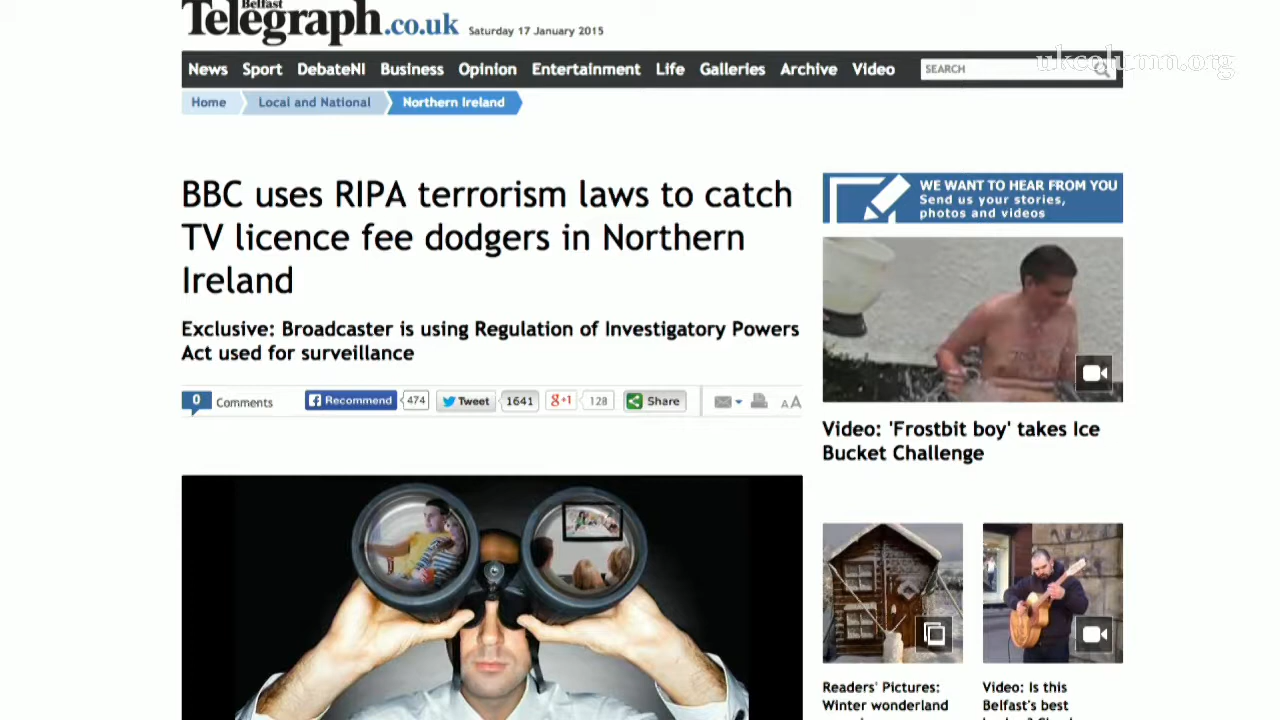 Belfast
Telegraph.co.uk Saturday 17 January 2015
ukcolumn.org
News Sport DebateNI Business Opinion Entertainment Life Galleries Archive Video SEARCH
Home Local and National Northern Ireland
BBC uses RIPA terrorism laws to catch
TV licence fee dodgers in Northern
Ireland
Exclusive: Broadcaster is using Regulation of Investigatory Powers
Act used for surveillance
0 Comments Recommend 474 Tweet 1641 g+1 128 Share A A
WE WANT TO HEAR FROM YOU
Send us your stories,
photos and videos
Video: 'Frostbit boy' takes Ice
Bucket Challenge
Readers' Pictures:
Winter wonderland
Video: Is this
Belfast's best